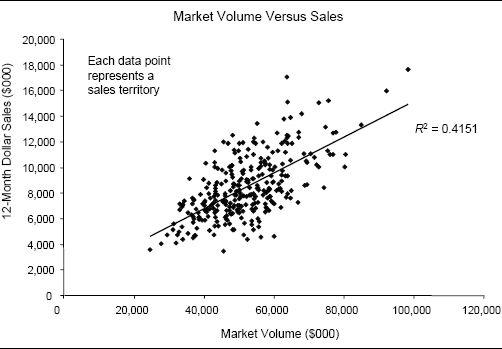 Market Volume Versus Sales
12-Month Dollar Sales ($000)
20,000
18,000
16,000
14,000
12,000
10,000
8,000
6,000
4,000
2,000
0
Each data point
represents a
sales territory
R² = 0.4151
0
20,000
40,000
60,000
80,000
100,000
120,000
Market Volume ($000)